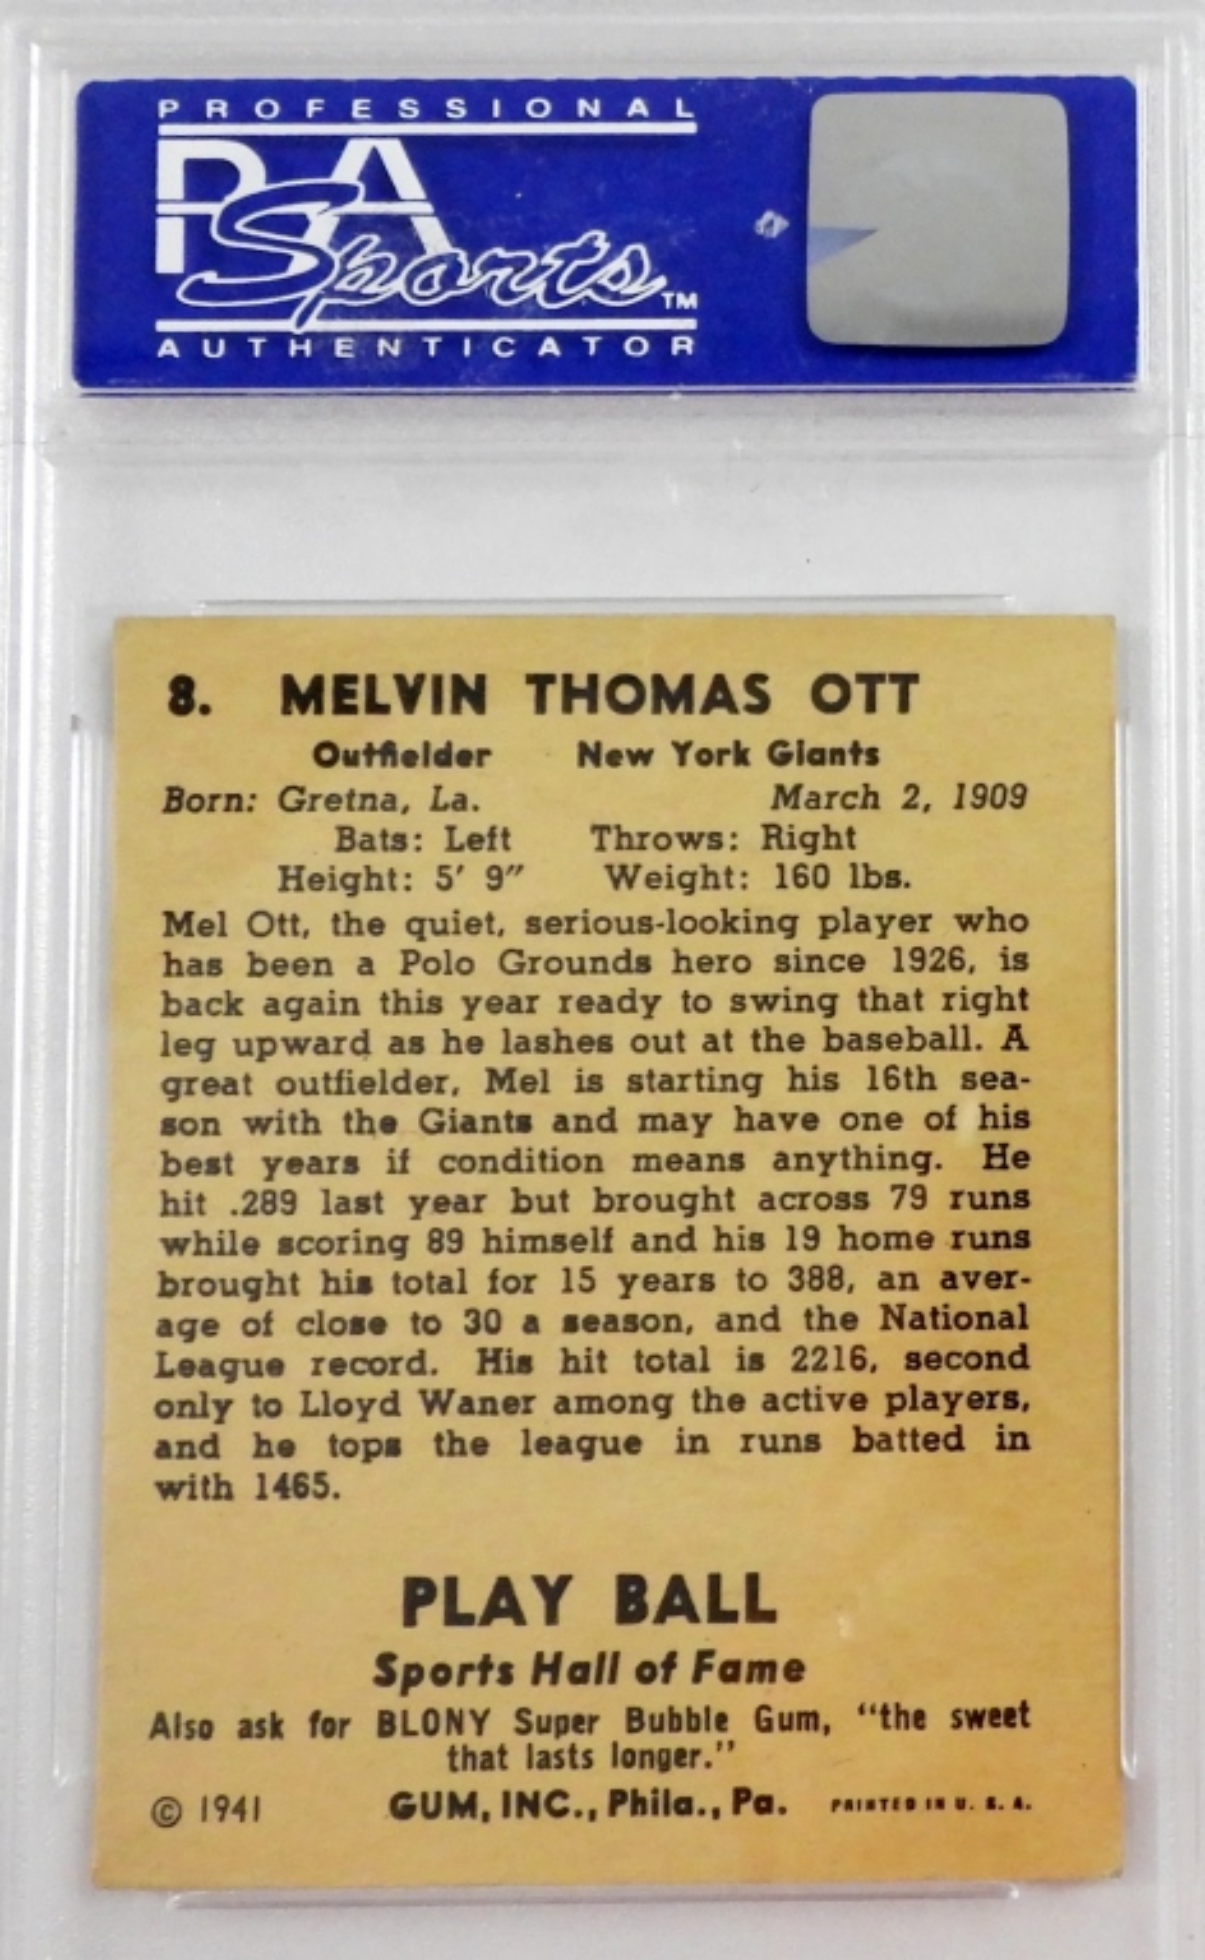 PROFESSIONAL
PSA
Sports™
AUTHENTICATOR
8. MELVIN THOMAS OTT
Outfielder New York Giants
Born: Gretna, La. March 2, 1909
Bats: Left Throws: Right
Height: 5′ 9″ Weight: 160 lbs.
Mel Ott, the quiet, serious-looking player who
has been a Polo Grounds hero since 1926, is
back again this year ready to swing that right
leg upward as he lashes out at the baseball. A
great outfielder, Mel is starting his 16th sea-
son with the Giants and may have one of his
best years if condition means anything. He
hit .289 last year but brought across 79 runs
while scoring 89 himself and his 19 home runs
brought his total for 15 years to 388, an aver-
age of close to 30 a season, and the National
League record. His hit total is 2216, second
only to Lloyd Waner among the active players,
and he tops the league in runs batted in
with 1465.
PLAY BALL
Sports Hall of Fame
Also ask for BLONY Super Bubble Gum, “the sweet
that lasts longer.”
© 1941 GUM, INC., Phila., Pa. PRINTED IN U. S. A.